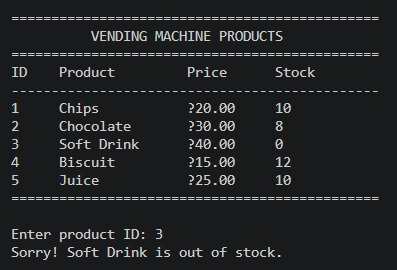 ==============================================
VENDING MACHINE PRODUCTS
==============================================
ID Product Price Stock
----------------------------------------------
1 Chips ?20.00 10
2 Chocolate ?30.00 8
3 Soft Drink ?40.00 0
4 Biscuit ?15.00 12
5 Juice ?25.00 10
==============================================
Enter product ID: 3
Sorry! Soft Drink is out of stock.